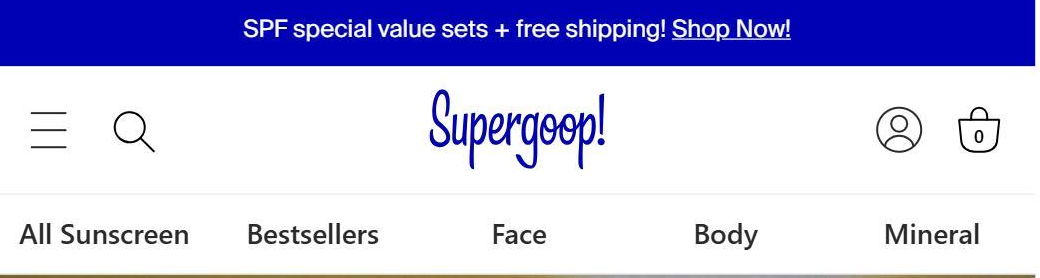 SPF special value sets + free shipping! Shop Now!
Supergoop!
0
All Sunscreen Bestsellers Face Body Mineral